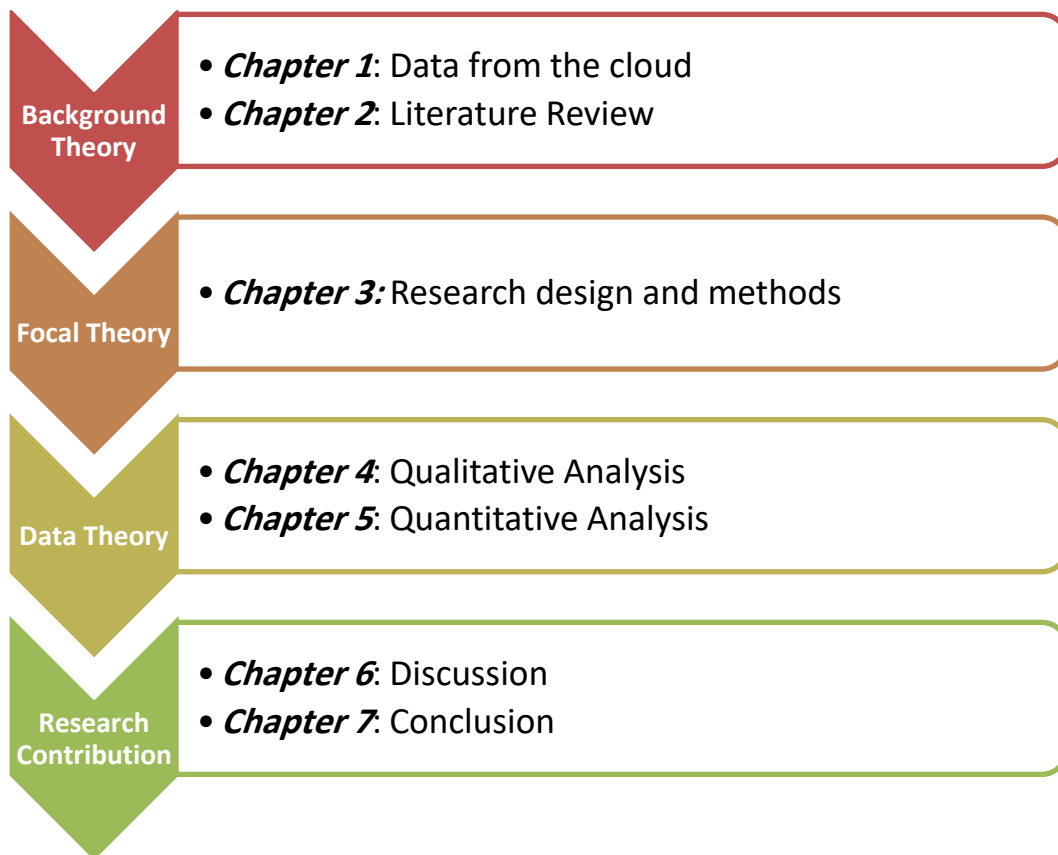 Background
Theory
• Chapter 1: Data from the cloud
• Chapter 2: Literature Review
Focal Theory
• Chapter 3: Research design and methods
Data Theory
• Chapter 4: Qualitative Analysis
• Chapter 5: Quantitative Analysis
Research
Contribution
• Chapter 6: Discussion
• Chapter 7: Conclusion